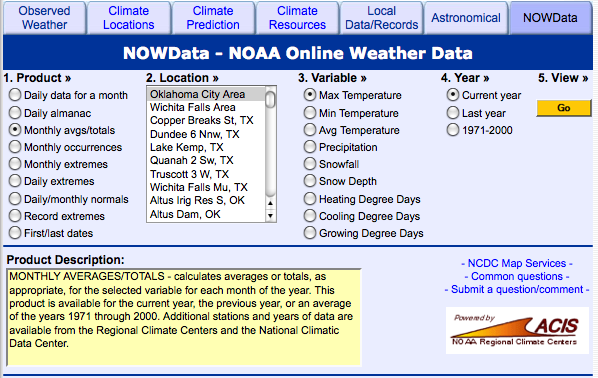 Observed Weather
Climate Locations
Climate Prediction
Climate Resources
Local Data/Records
Astronomical
NOWData
NOWData - NOAA Online Weather Data
1. Product »
Daily data for a month
Daily almanac
Monthly avgs/totals
Monthly occurrences
Monthly extremes
Daily extremes
Daily/monthly normals
Record extremes
First/last dates
2. Location »
Oklahoma City Area
Wichita Falls Area
Copper Breaks St, TX
Dundee 6 Nnw, TX
Lake Kemp, TX
Quanah 2 Sw, TX
Truscott 3 W, TX
Wichita Falls Mu, TX
Altus Irig Res S, OK
Altus Dam, OK
3. Variable »
Max Temperature
Min Temperature
Avg Temperature
Precipitation
Snowfall
Snow Depth
Heating Degree Days
Cooling Degree Days
Growing Degree Days
4. Year »
Current year
Last year
1971-2000
5. View »
Go
Product Description:
MONTHLY AVERAGES/TOTALS - calculates averages or totals, as
appropriate, for the selected variable for each month of the year. This
product is available for the current year, the previous year, or an average
of the years 1971 through 2000. Additional stations and years of data are
available from the Regional Climate Centers and the National Climatic
Data Center.
- NCDC Map Services -
- Common questions -
- Submit a question/comment -
Powered by
ACIS
NOAA Regional Climate Centers